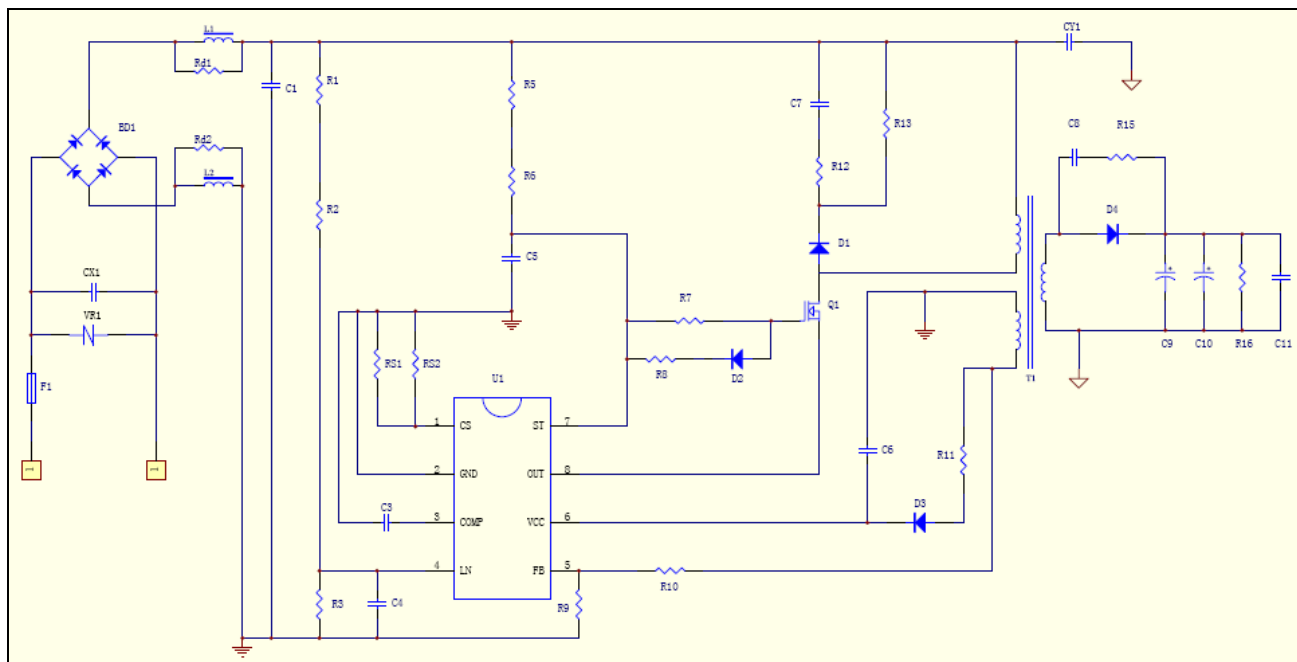 L1
CY1
Rd1
C1
R1
R5
C7
R13
BD1
Rd2
C8
R15
L2
R6
R12
R2
D4
D1
C5
CX1
R7
Q1
VR1
RS1
RS2
R8
D2
C9
C10
R16
C11
F1
U1
T1
1
CS
ST
7
C6
R11
2
GND
OUT
8
C3
D3
3
COMP
VCC
6
4
LN
FB
5
R10
R3
C4
R9